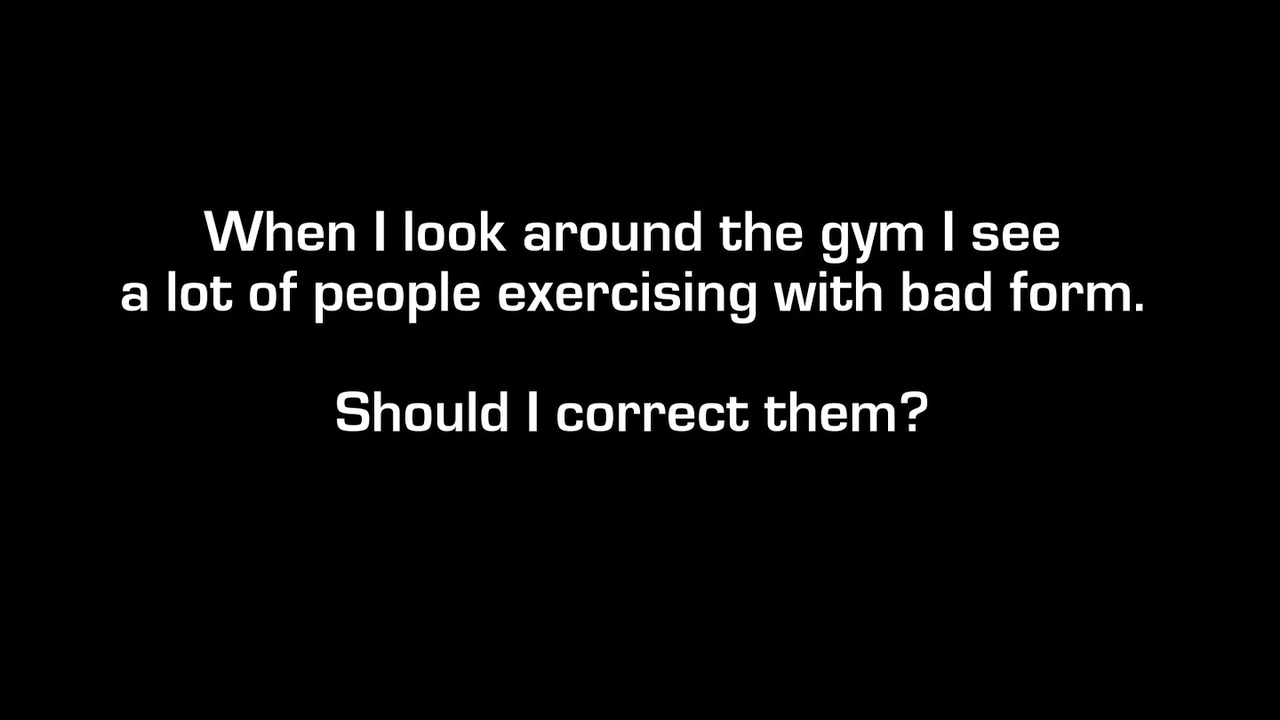 When I look around the gym I see
a lot of people exercising with bad form.
Should I correct them?